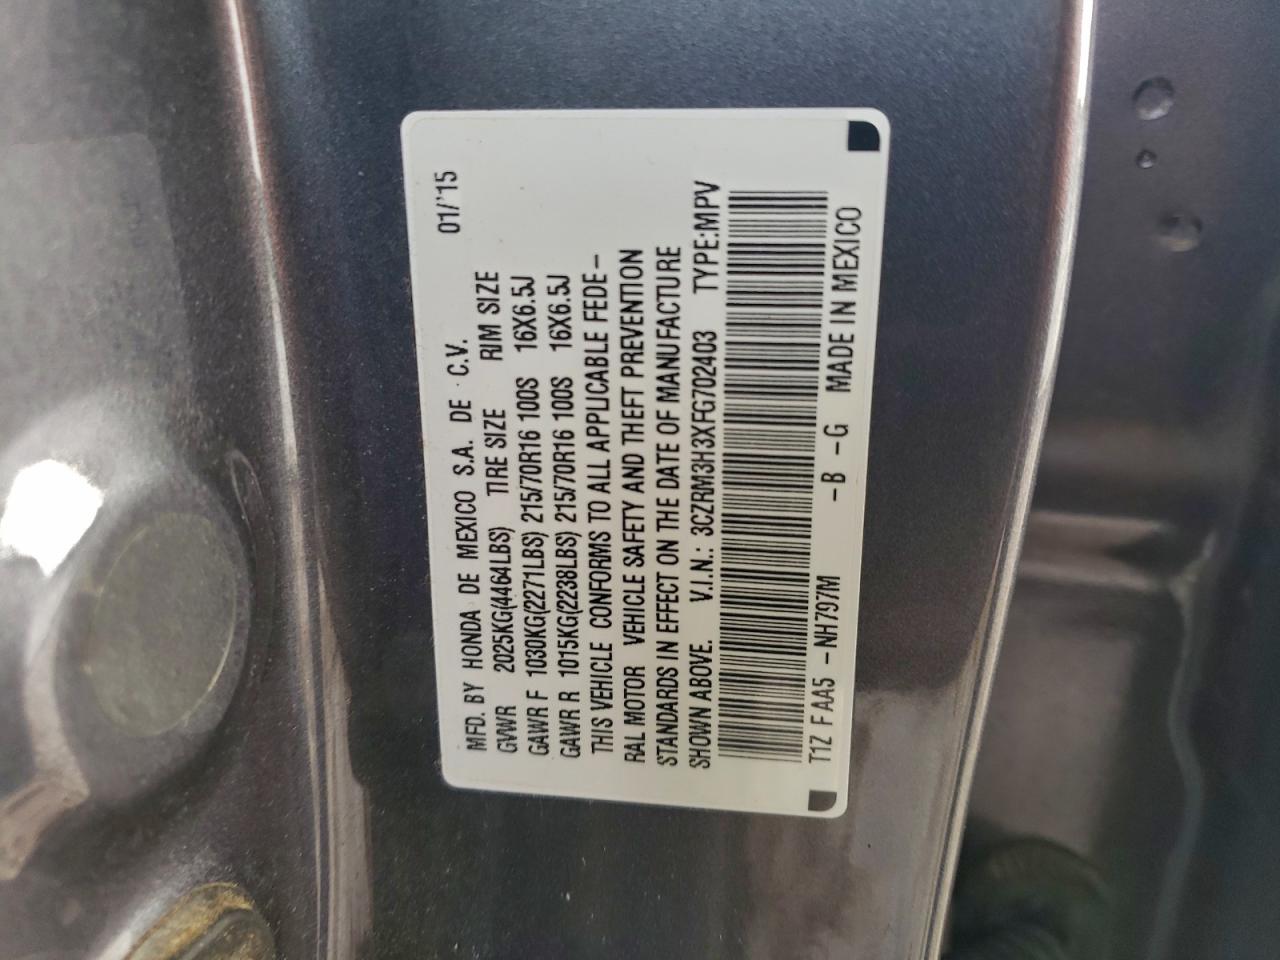 MFD. BY HONDA DE MEXICO S.A. DE C.V. 01/'15
GVWR 2025KG(4464LBS) TIRE SIZE RIM SIZE
GAWR F 1030KG(2271LBS) 215/70R16 100S 16X6.5J
GAWR R 1015KG(2238LBS) 215/70R16 100S 16X6.5J
THIS VEHICLE CONFORMS TO ALL APPLICABLE FEDE-
RAL MOTOR VEHICLE SAFETY AND THEFT PREVENTION
STANDARDS IN EFFECT ON THE DATE OF MANUFACTURE
SHOWN ABOVE. V.I.N.: 3CZRM3H3XFG702403 TYPE:MPV
T1Z F AA5 -NH797M -B -G MADE IN MEXICO